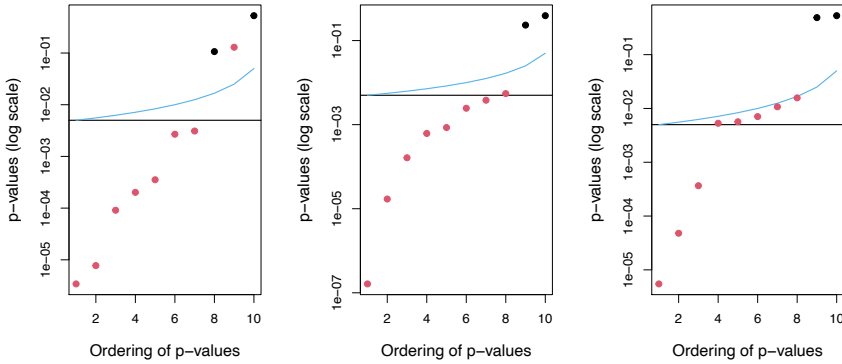 p−values (log scale)
1e−01
1e−02
1e−03
1e−04
1e−05
2 4 6 8 10
Ordering of p−values
p−values (log scale)
1e−01
1e−03
1e−05
1e−07
2 4 6 8 10
Ordering of p−values
p−values (log scale)
1e−01
1e−02
1e−03
1e−04
1e−05
2 4 6 8 10
Ordering of p−values